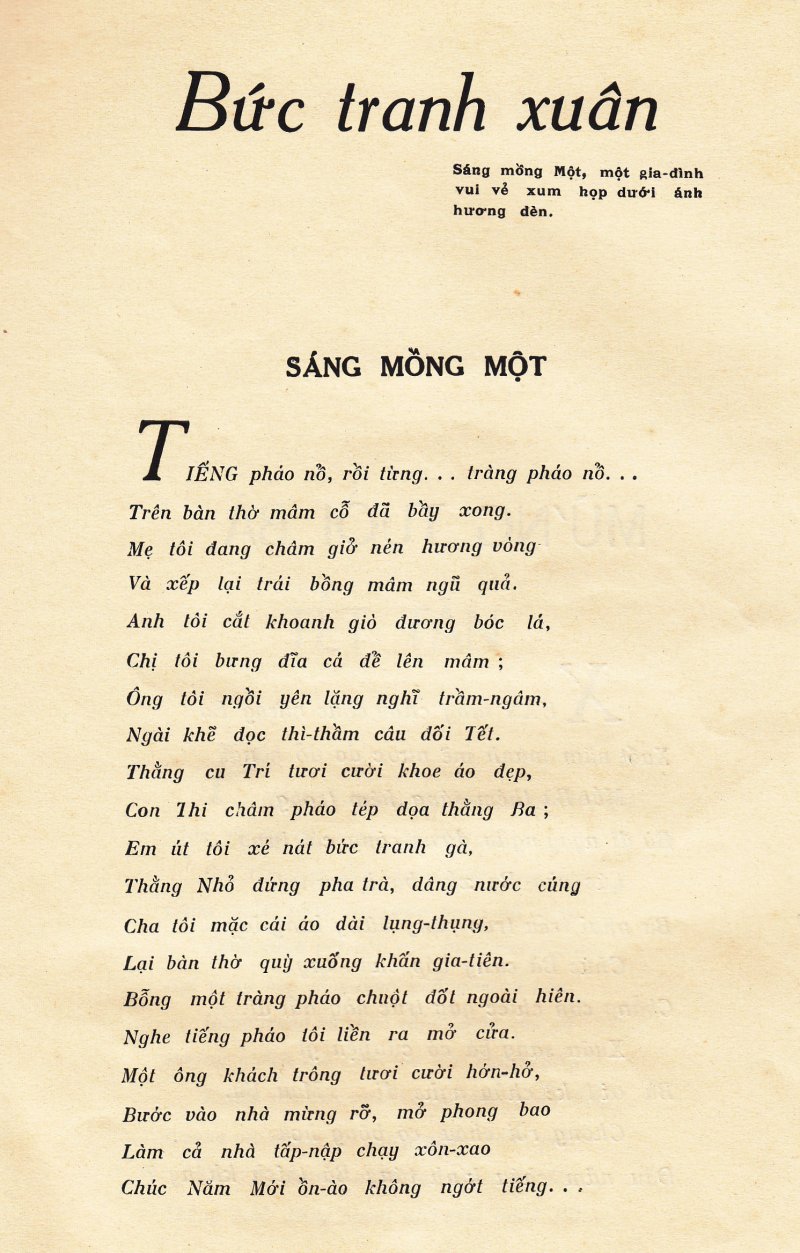 Bức tranh xuân
Sáng mồng Một, một gia-đình
vui vẻ xum họp dưới ánh
hương đèn.
SÁNG MỒNG MỘT
TIẾNG pháo nổ, rồi từng. . . tràng pháo nổ. . .
Trên bàn thờ mâm cỗ đã bầy xong.
Mẹ tôi đang châm giở nén hương vòng
Và xếp lại trái bồng mâm ngũ quả.
Anh tôi cắt khoanh giò đương bóc lá,
Chị tôi bưng đĩa cá đề lên mâm ;
Ông tôi ngồi yên lặng nghĩ trầm-ngâm,
Ngài khẽ đọc thì-thầm câu đối Tết.
Thằng cu Trí tươi cười khoe áo đẹp,
Con Thi châm pháo tép dọa thằng Ba ;
Em út tôi xé nát bức tranh gà,
Thằng Nhỏ đứng pha trà, dâng nước cúng
Cha tôi mặc cái áo dài lụng-thụng,
Lại bàn thờ quỳ xuống khấn gia-tiên.
Bỗng một tràng pháo chuột đốt ngoài hiên.
Nghe tiếng pháo tôi liền ra mở cửa.
Một ông khách trông tươi cười hớn-hở,
Bước vào nhà mừng rỡ, mở phong bao
Làm cả nhà tấp-nập chạy xôn-xao
Chúc Năm Mới ồn-ào không ngớt tiếng. . .